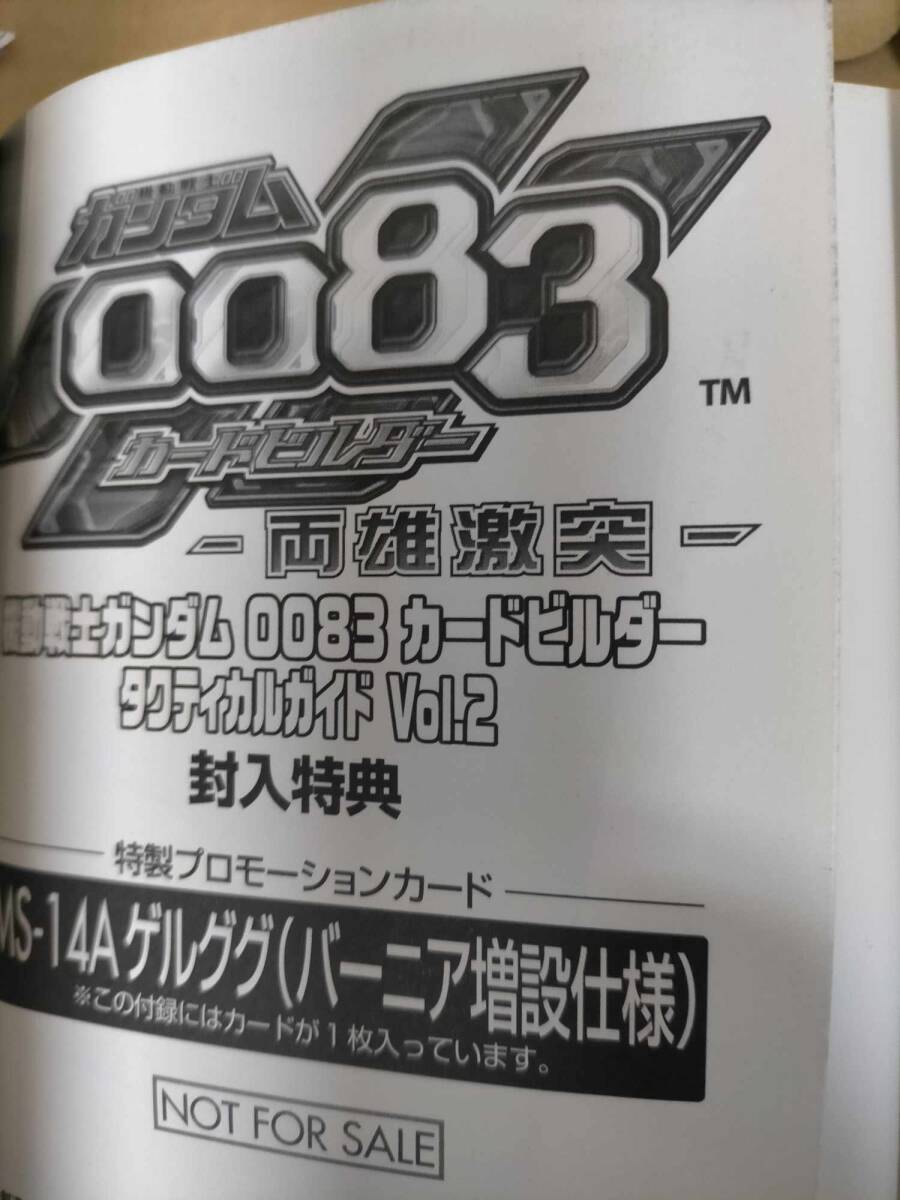 機動戦士
ガンダム
0083
TM
カードビルダー
- 両雄激突 -
機動戦士ガンダム 0083 カードビルダー
タクティカルガイド Vol.2
封入特典
特製プロモーションカード
MS-14A ゲルググ(バーニア増設仕様)
※この付録にはカードが1枚入っています。
NOT FOR SALE